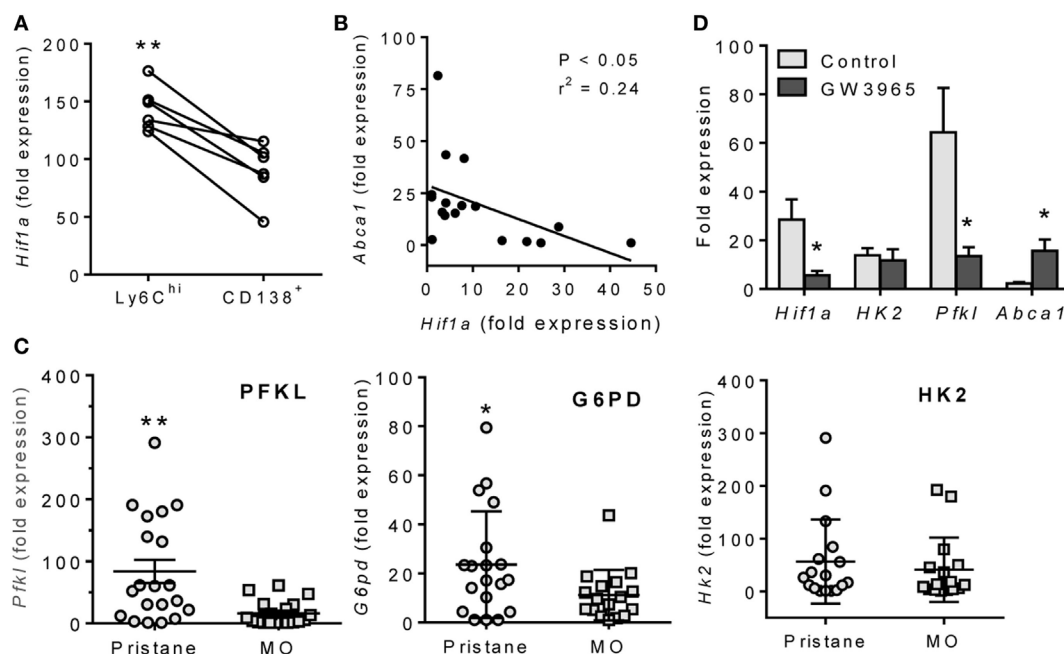 A
**
Hif1a (fold expression)
200
150
100
50
0
Ly6Chi
CD138+
B
Abca1 (fold expression)
100
75
50
25
0
P < 0.05
r2 = 0.24
0 10 20 30 40 50
Hif1a (fold expression)
D
Fold expression
100
80
60
40
20
0
Control
GW3965
* * *
Hif1a HK2 Pfkl Abca1
C
Pfkl (fold expression)
400
300
200
100
0
PFKL
**
Pristane MO
G6pd (fold expression)
100
80
60
40
20
0
G6PD
*
Pristane MO
Hk2 (fold expression)
400
300
200
100
0
HK2
Pristane MO